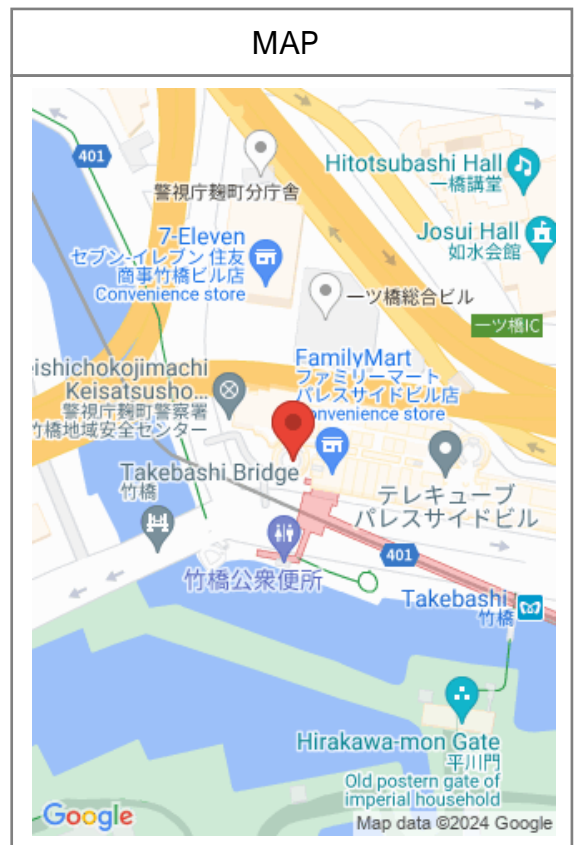 MAP
401
警視庁麹町分庁舎
Hitotsubashi Hall
一橋講堂
7-Eleven
セブン-イレブン 住友
商事竹橋ビル店
Convenience store
Josui Hall
如水会館
一ツ橋総合ビル
一ツ橋IC
eishichokojimachi
Keisatsusho...
警視庁麹町警察署
竹橋地域安全センター
FamilyMart
ファミリーマート
パレスサイドビル店
onvenience store
Takebashi Bridge
竹橋
テレキューブ
パレスサイドビル
竹橋公衆便所
401
Takebashi
竹橋
Hirakawa-mon Gate
平川門
Old postern gate of
imperial household
Google
Map data ©2024 Google